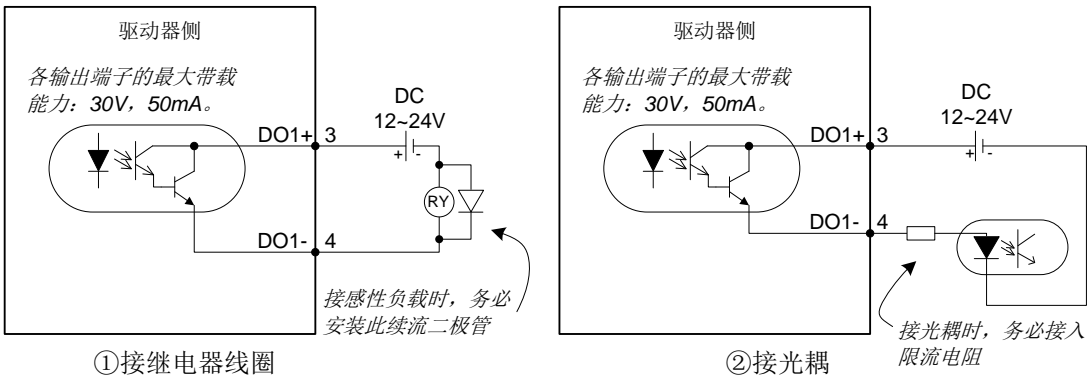 驱动器侧
各输出端子的最大带载
能力：30V，50mA。
DC
12~24V
+ -
DO1+ 3
RY
DO1- 4
接感性负载时，务必
安装此续流二极管
①接继电器线圈
驱动器侧
各输出端子的最大带载
能力：30V，50mA。
DC
12~24V
+ -
DO1+ 3
DO1- 4
接光耦时，务必接入
限流电阻
②接光耦